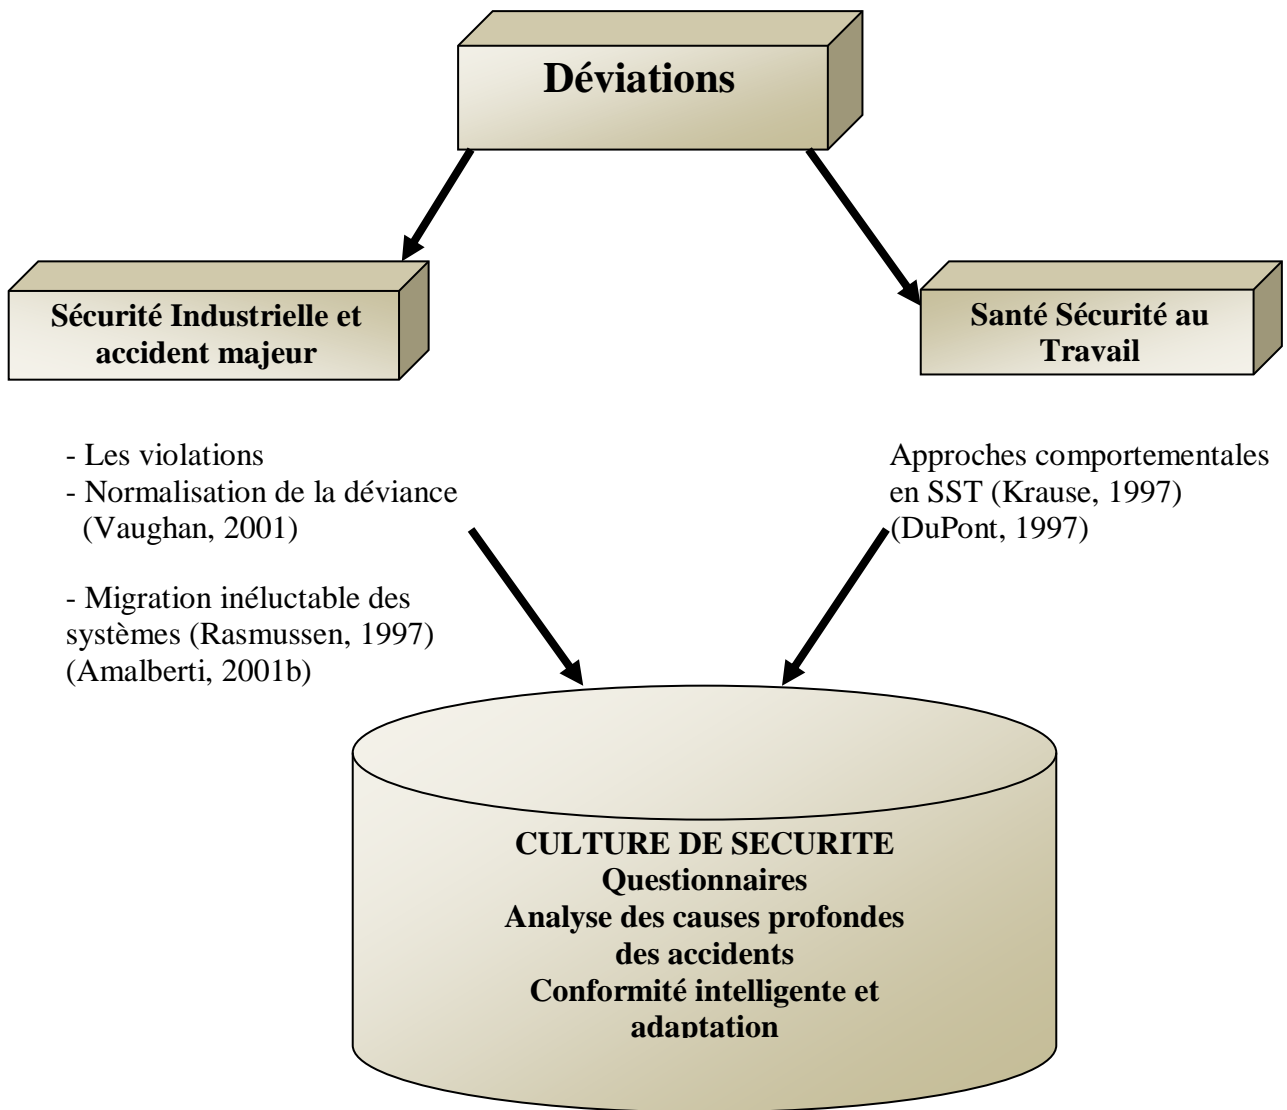 Déviations
Sécurité Industrielle et
accident majeur
Santé Sécurité au
Travail
- Les violations
- Normalisation de la déviance
(Vaughan, 2001)
- Migration inéluctable des
systèmes (Rasmussen, 1997)
(Amalberti, 2001b)
Approches comportementales
en SST (Krause, 1997)
(DuPont, 1997)
CULTURE DE SECURITE
Questionnaires
Analyse des causes profondes
des accidents
Conformité intelligente et
adaptation